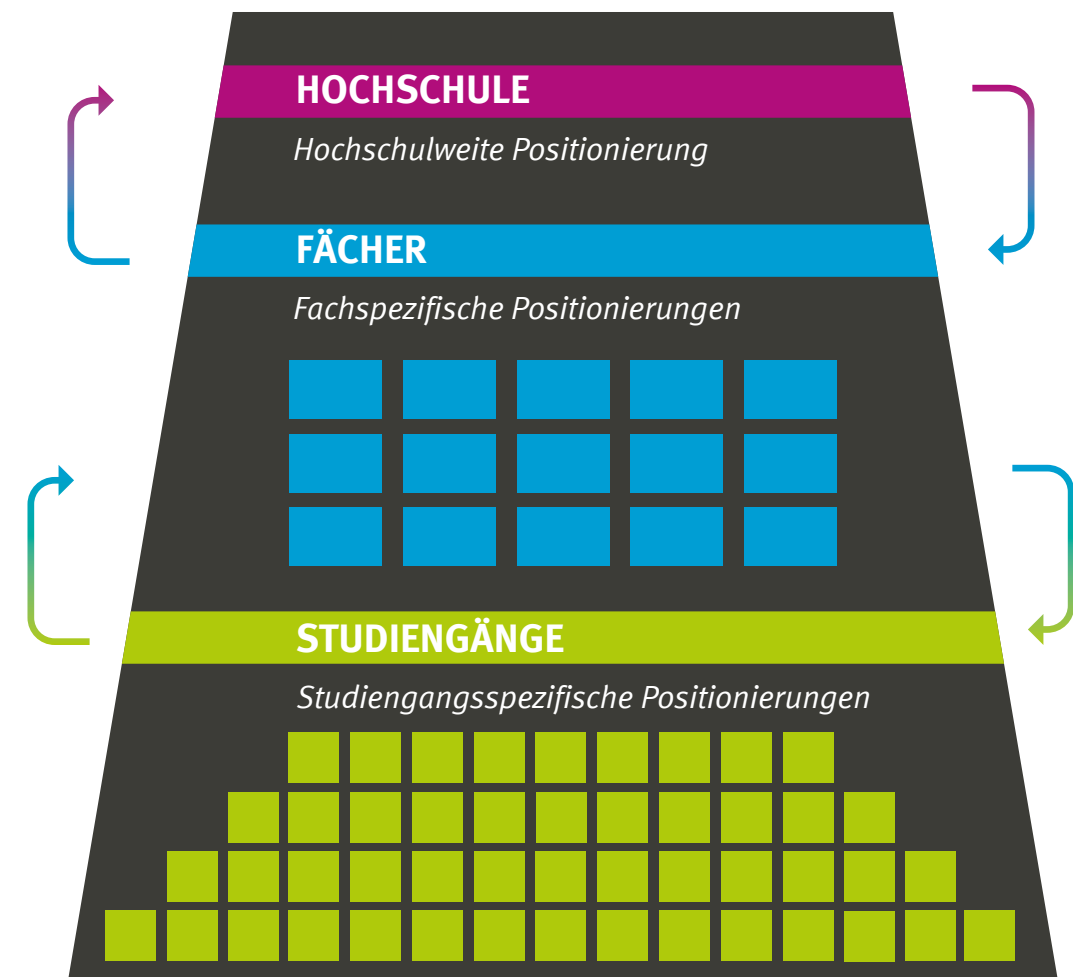 HOCHSCHULE
Hochschulweite Positionierung
FÄCHER
Fachspezifische Positionierungen
STUDIENGÄNGE
Studiengangsspezifische Positionierungen